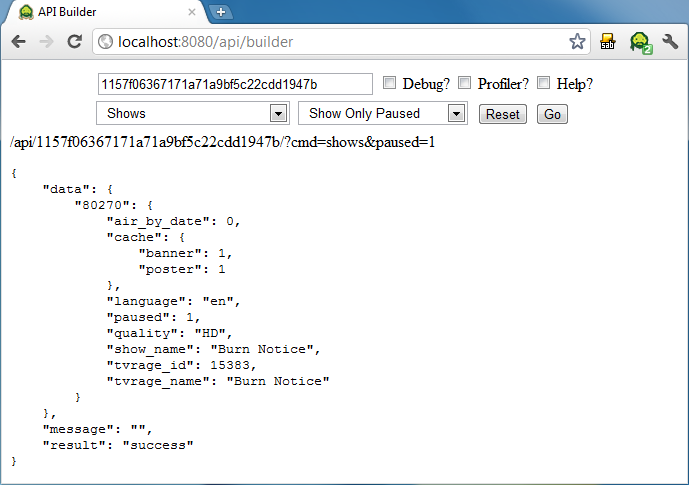 API Builder
localhost:8080/api/builder
sab
2
1157f06367171a71a9bf5c22cdd1947b Debug? Profiler? Help?
Shows Show Only Paused Reset Go
/api/1157f06367171a71a9bf5c22cdd1947b/?cmd=shows&paused=1
{
    "data": {
        "80270": {
            "air_by_date": 0,
            "cache": {
                "banner": 1,
                "poster": 1
            },
            "language": "en",
            "paused": 1,
            "quality": "HD",
            "show_name": "Burn Notice",
            "tvrage_id": 15383,
            "tvrage_name": "Burn Notice"
        }
    },
    "message": "",
    "result": "success"
}